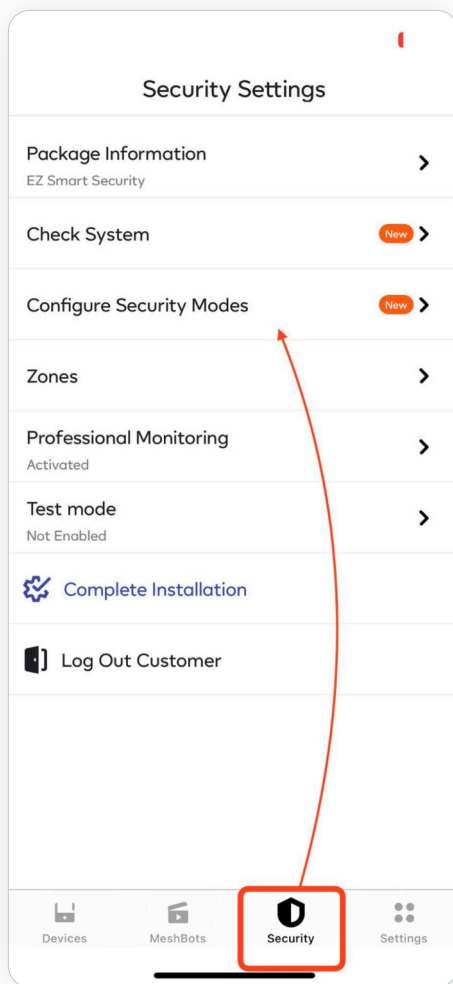 Security Settings
Package Information
EZ Smart Security
Check System
New
Configure Security Modes
New
Zones
Professional Monitoring
Activated
Test mode
Not Enabled
Complete Installation
Log Out Customer
Devices
MeshBots
Security
Settings